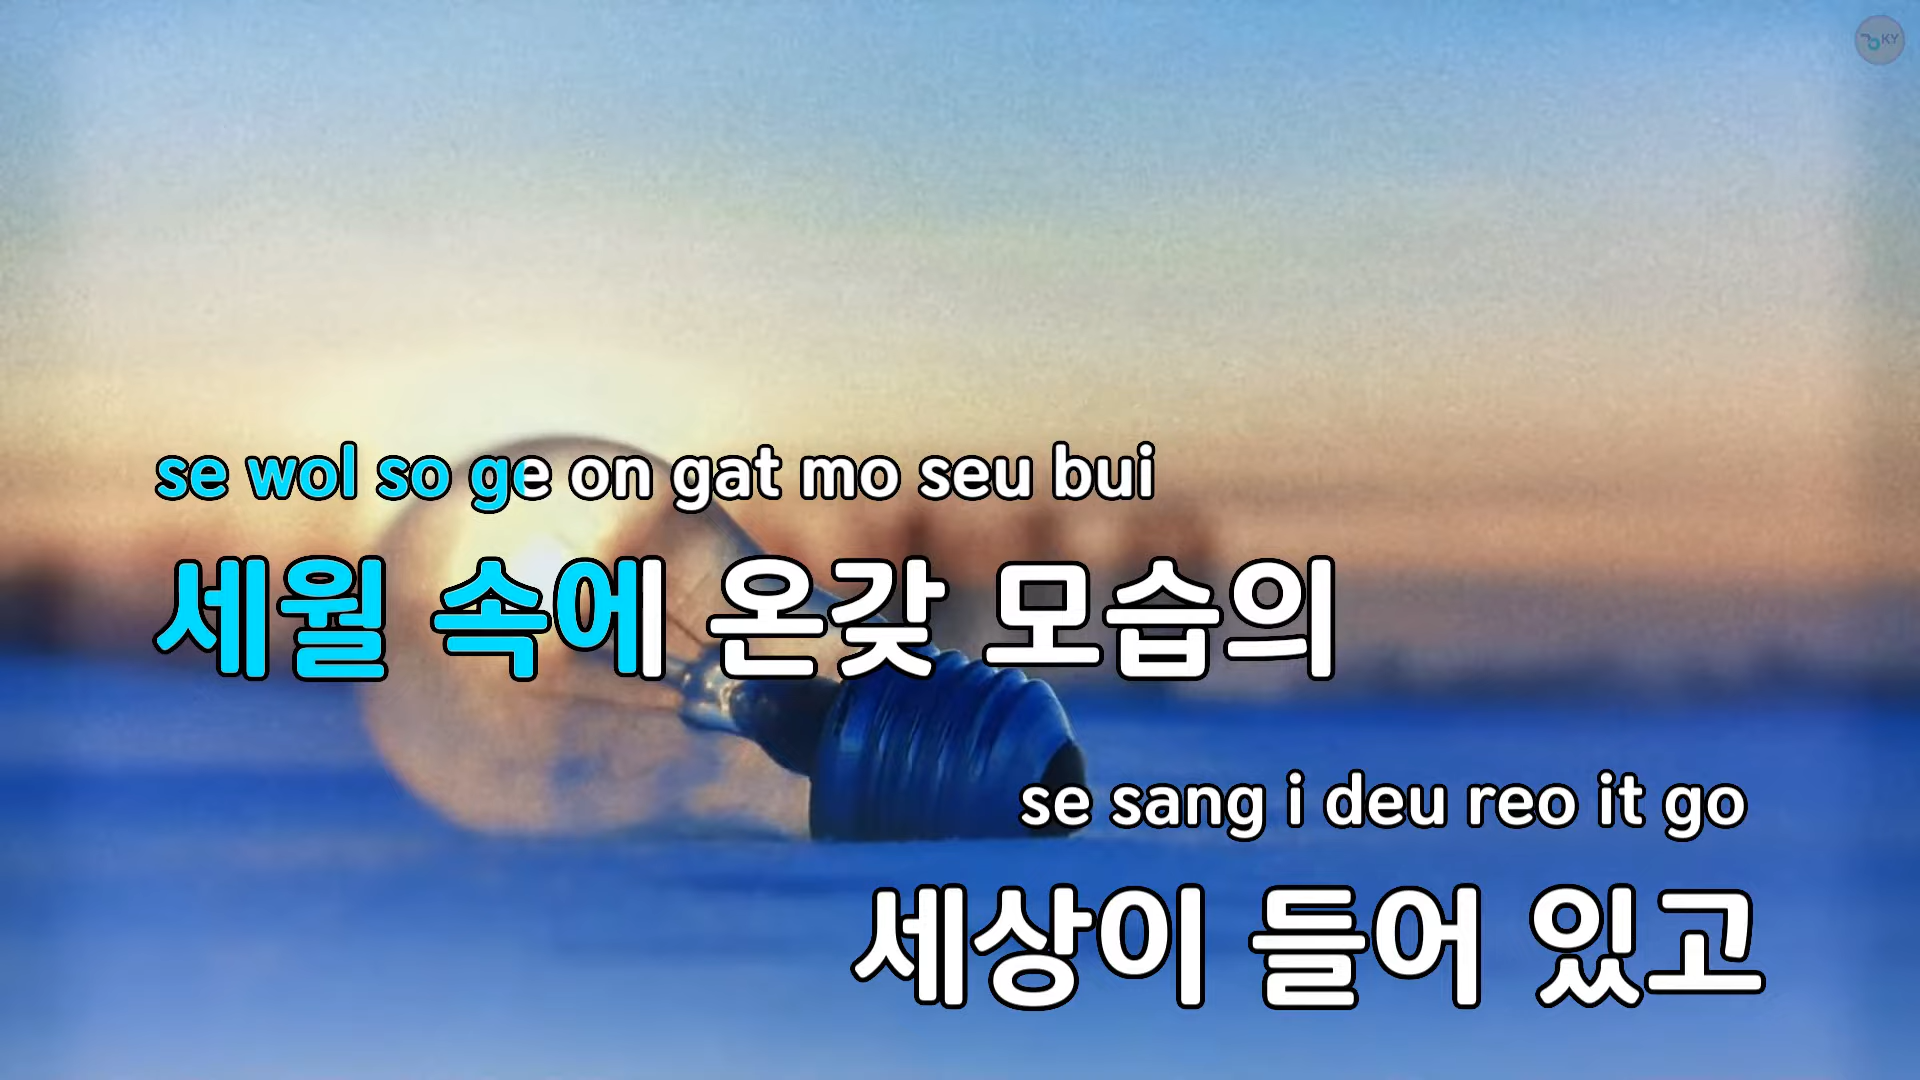 KY
se wol so ge on gat mo seu bui
세월 속에 온갖 모습의
se sang i deu reo it go
세상이 들어 있고